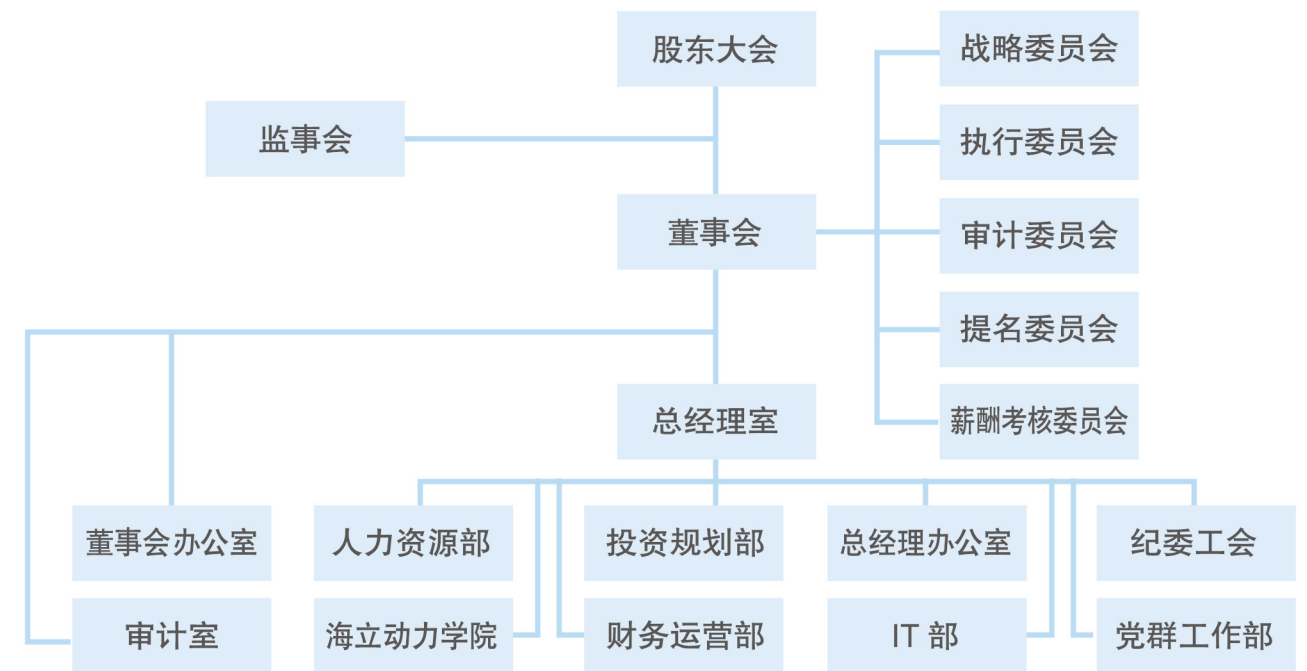 股东大会
战略委员会
监事会
执行委员会
董事会
审计委员会
提名委员会
总经理室
薪酬考核委员会
董事会办公室
人力资源部
投资规划部
总经理办公室
纪委工会
审计室
海立动力学院
财务运营部
IT 部
党群工作部